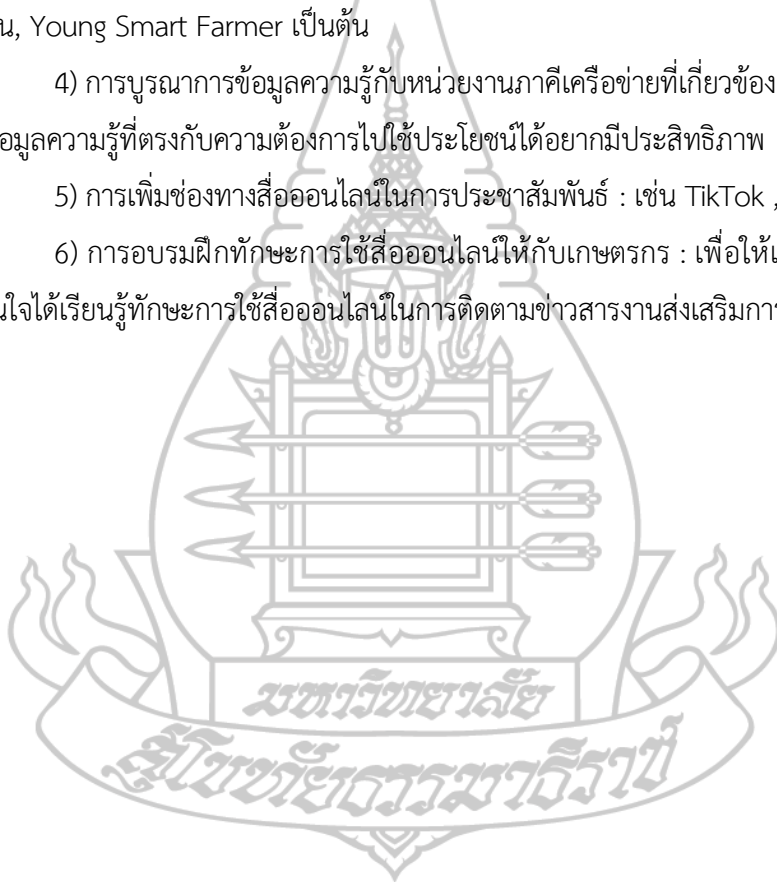 น, Young Smart Farmer เป็นต้น
4) การบูรณาการข้อมูลความรู้กับหน่วยงานภาคีเครือข่ายที่เกี่ยวข้อง
อมูลความรู้ที่ตรงกับความต้องการไปใช้ประโยชน์ได้อยากมีประสิทธิภาพ
5) การเพิ่มช่องทางสื่อออนไลน์ในการประชาสัมพันธ์ : เช่น TikTok ,
6) การอบรมฝึกทักษะการใช้สื่อออนไลน์ให้กับเกษตรกร : เพื่อให้เ
นใจได้เรียนรู้ทักษะการใช้สื่อออนไลน์ในการติดตามข่าวสารงานส่งเสริมการ
มหาวิทยาลัย
สุโขทัยธรรมาธิราช